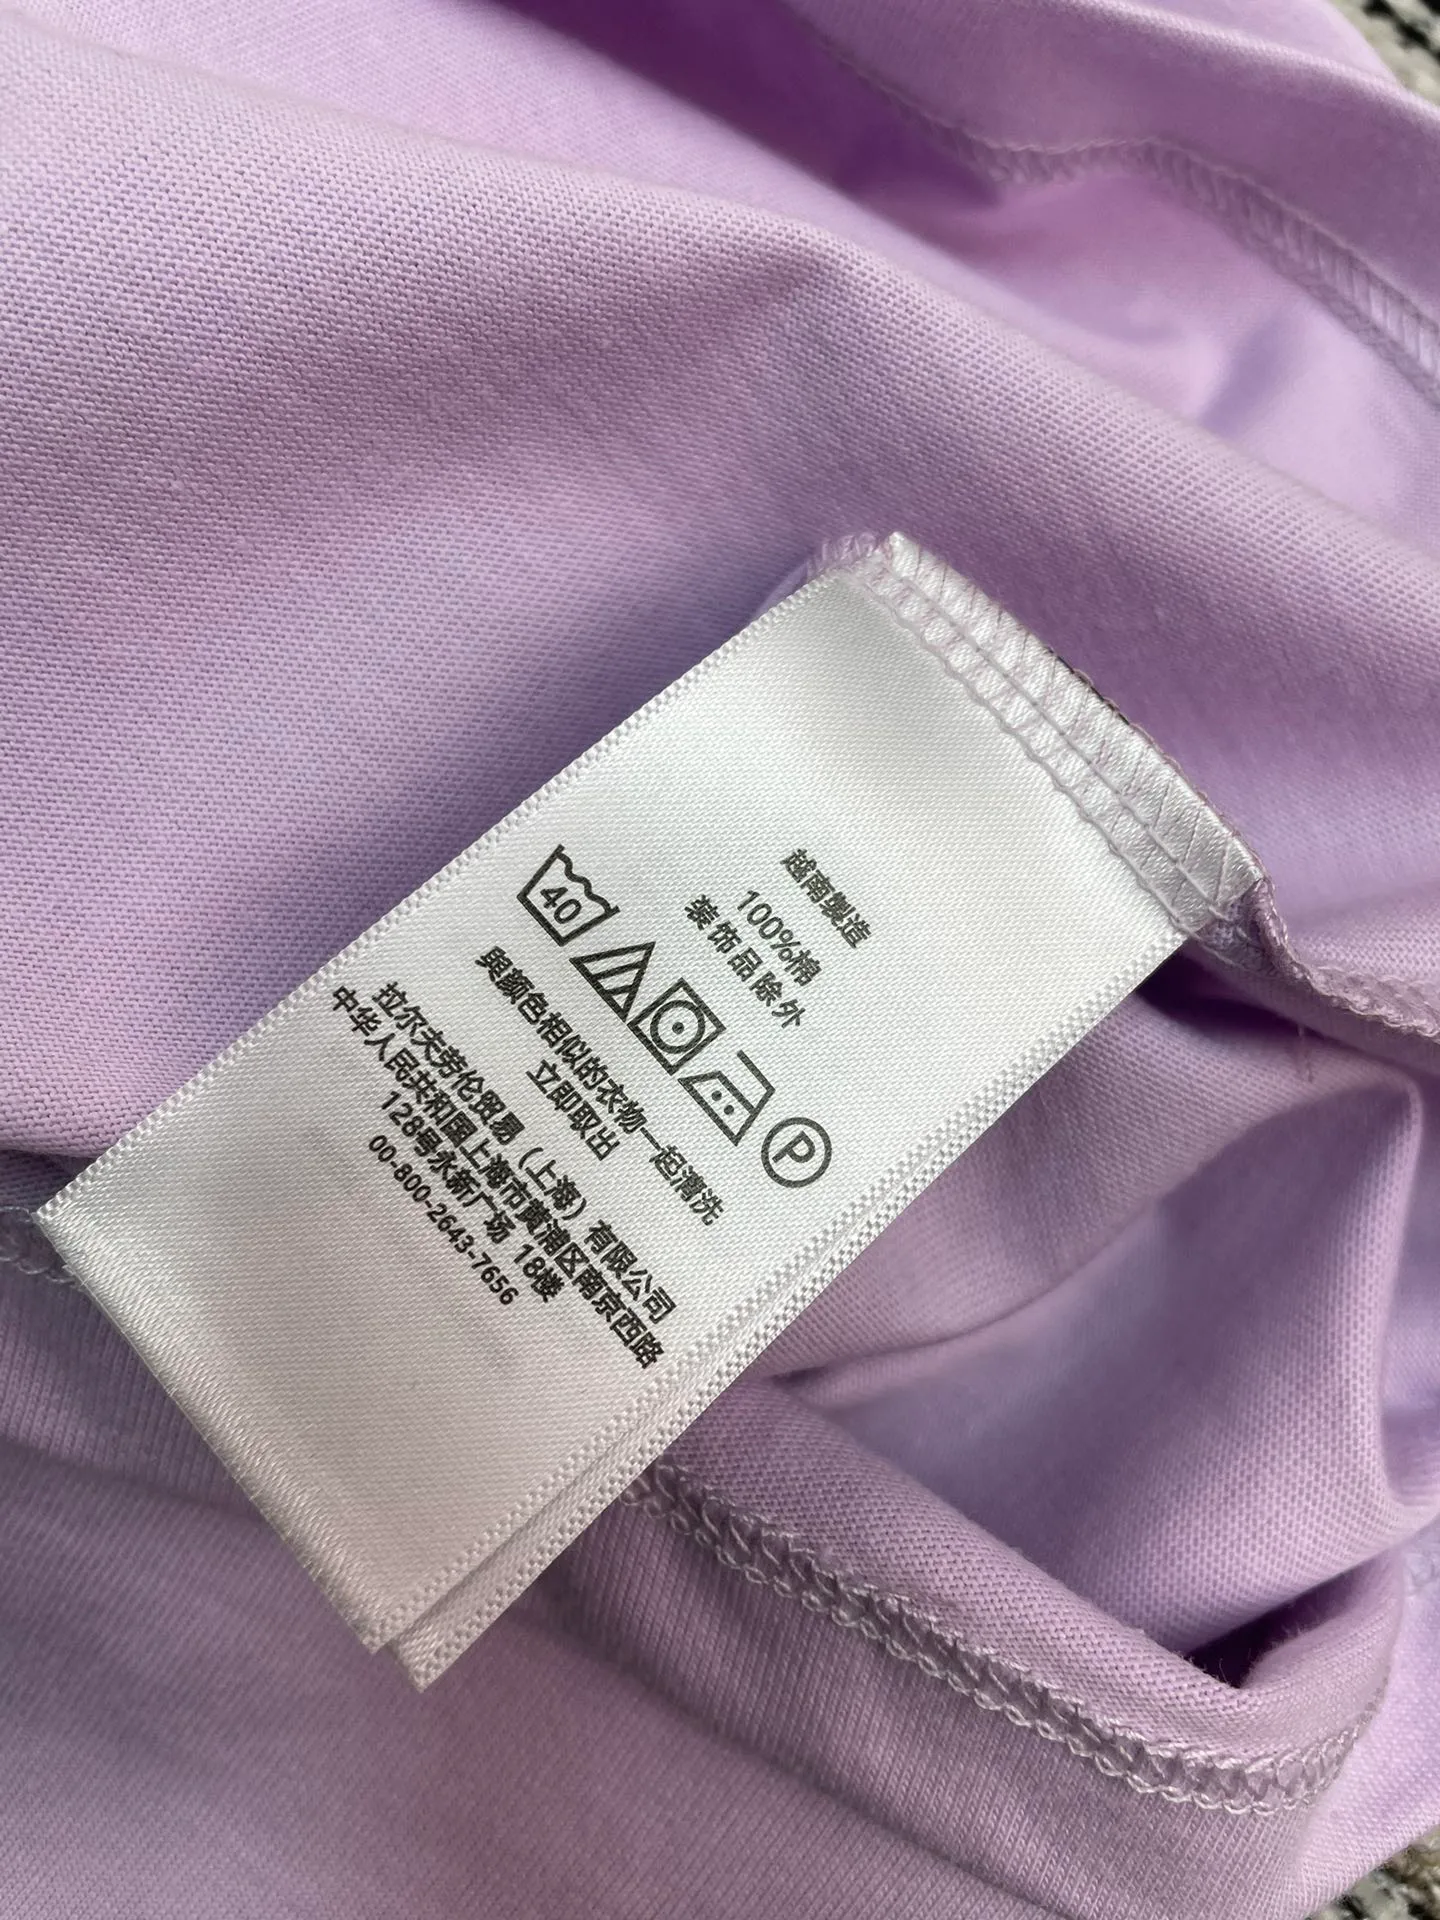 越南製造
100%棉
装饰品除外
40
P
與颜色相似的衣物一起清洗
立即取出
拉尔夫劳伦贸易（上海）有限公司
中华人民共和国上海市黄浦区南京西路
128号永新广场 18楼
00-800-2643-7656